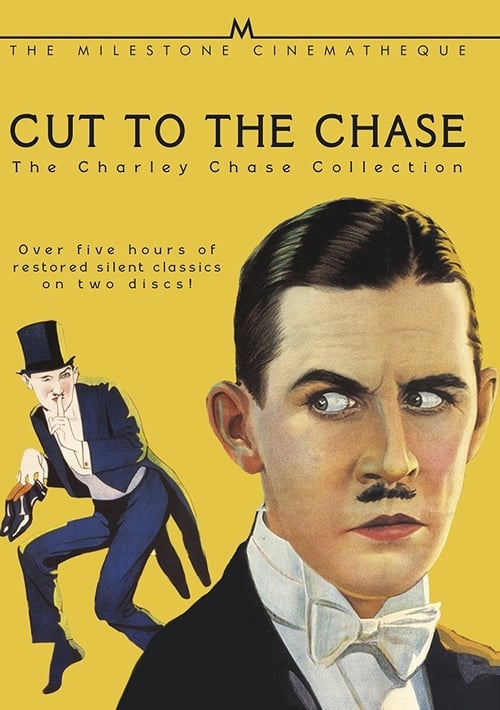 M
THE MILESTONE CINEMATHEQUE
CUT TO THE CHASE
The Charley Chase Collection
Over five hours of
restored silent classics
on two discs!